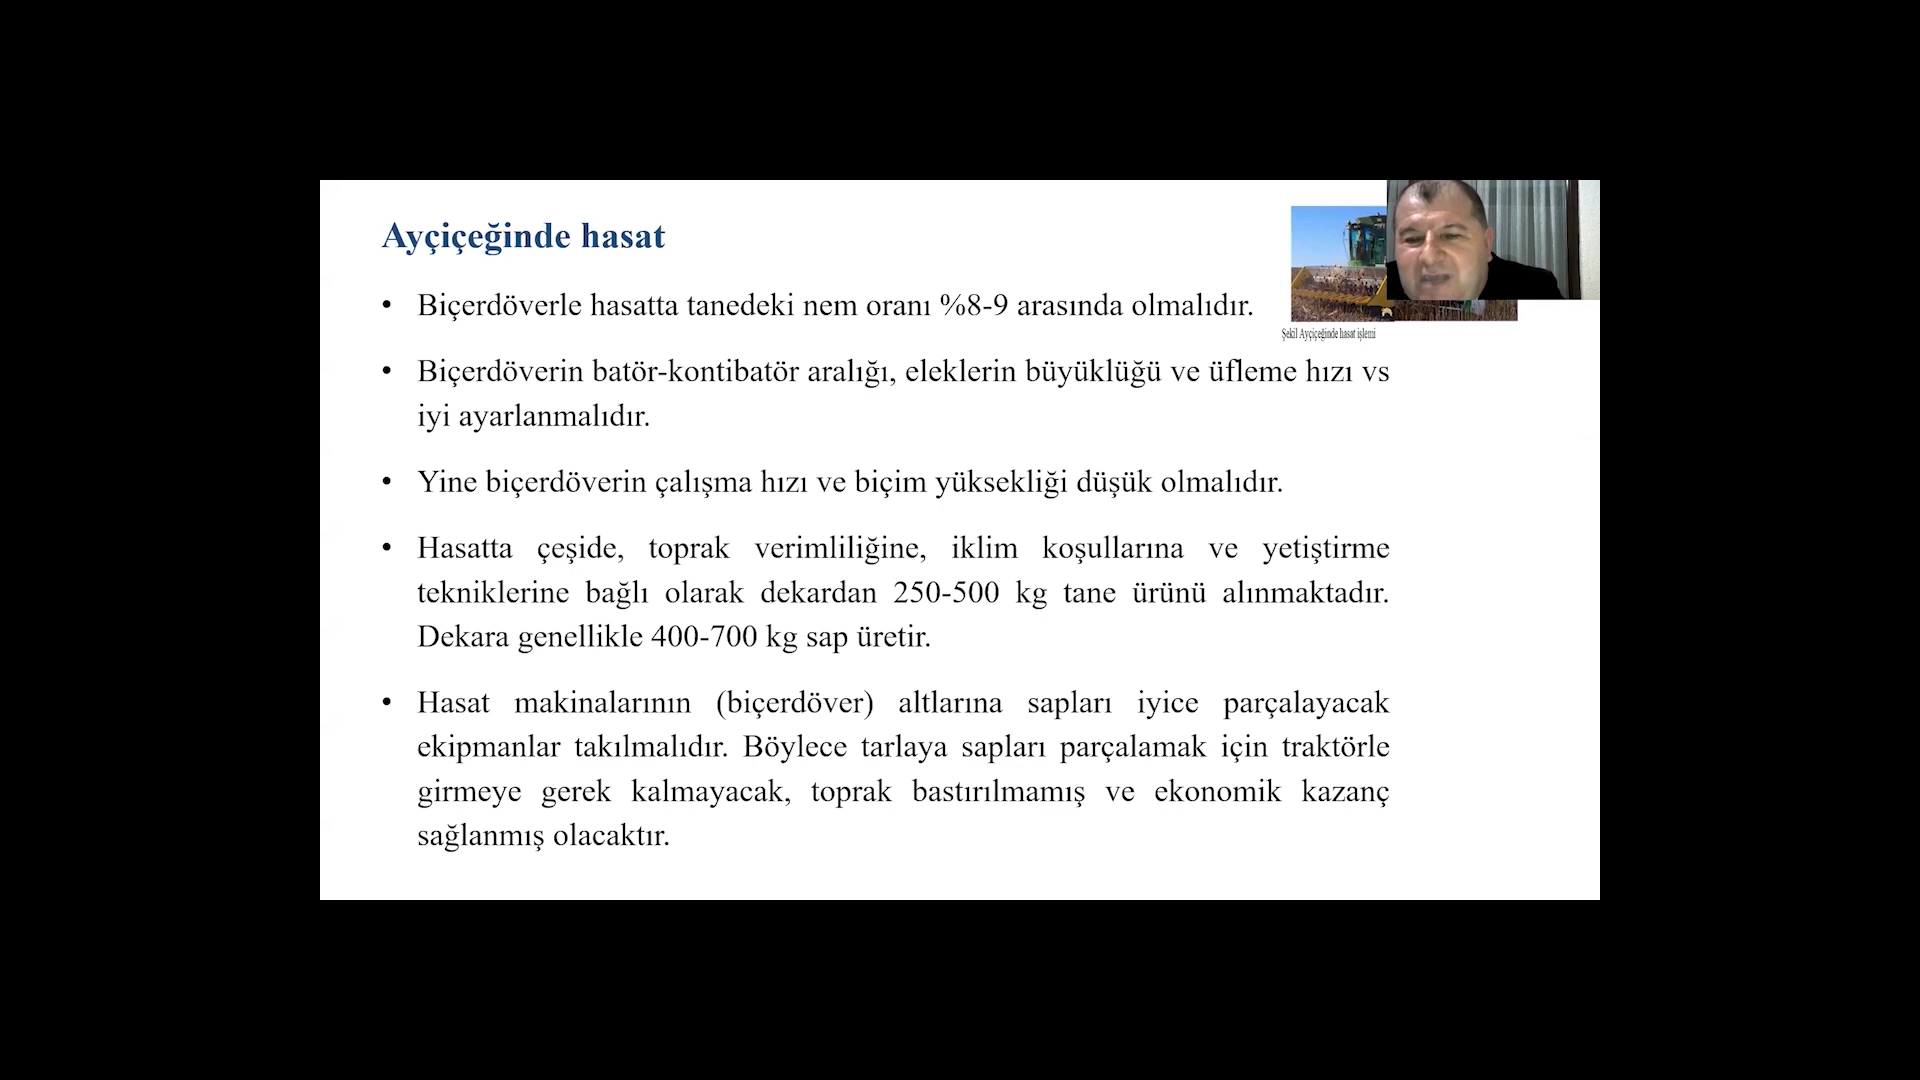 Ayçiçeğinde hasat
• Biçerdöverle hasatta tanedeki nem oranı %8-9 arasında olmalıdır.
Şekil Ayçiçeğinde hasat işlemi
• Biçerdöverin batör-kontibatör aralığı, eleklerin büyüklüğü ve üfleme hızı vs
iyi ayarlanmalıdır.
• Yine biçerdöverin çalışma hızı ve biçim yüksekliği düşük olmalıdır.
• Hasatta çeşide, toprak verimliliğine, iklim koşullarına ve yetiştirme
tekniklerine bağlı olarak dekardan 250-500 kg tane ürünü alınmaktadır.
Dekara genellikle 400-700 kg sap üretir.
• Hasat makinalarının (biçerdöver) altlarına sapları iyice parçalayacak
ekipmanlar takılmalıdır. Böylece tarlaya sapları parçalamak için traktörle
girmeye gerek kalmayacak, toprak bastırılmamış ve ekonomik kazanç
sağlanmış olacaktır.